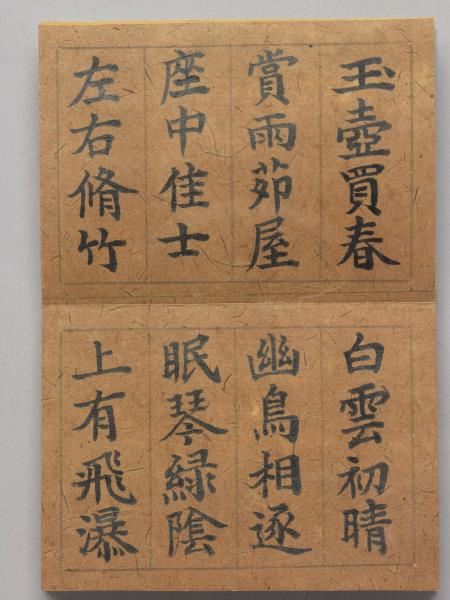 玉壺買春
賞雨茆屋
座中佳士
左右脩竹
白雲初晴
幽鳥相逐
眠琴綠陰
上有飛瀑